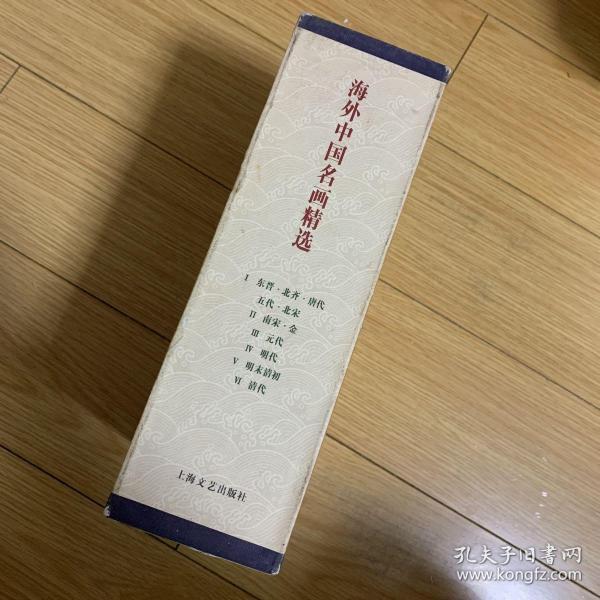 海外中国名画精选
I 东晋·北齐·唐代
五代·北宋
II 南宋·金
III 元代
IV 明代
V 明末清初
VI 清代
上海文艺出版社
孔夫子旧书网
www.kongfz.com